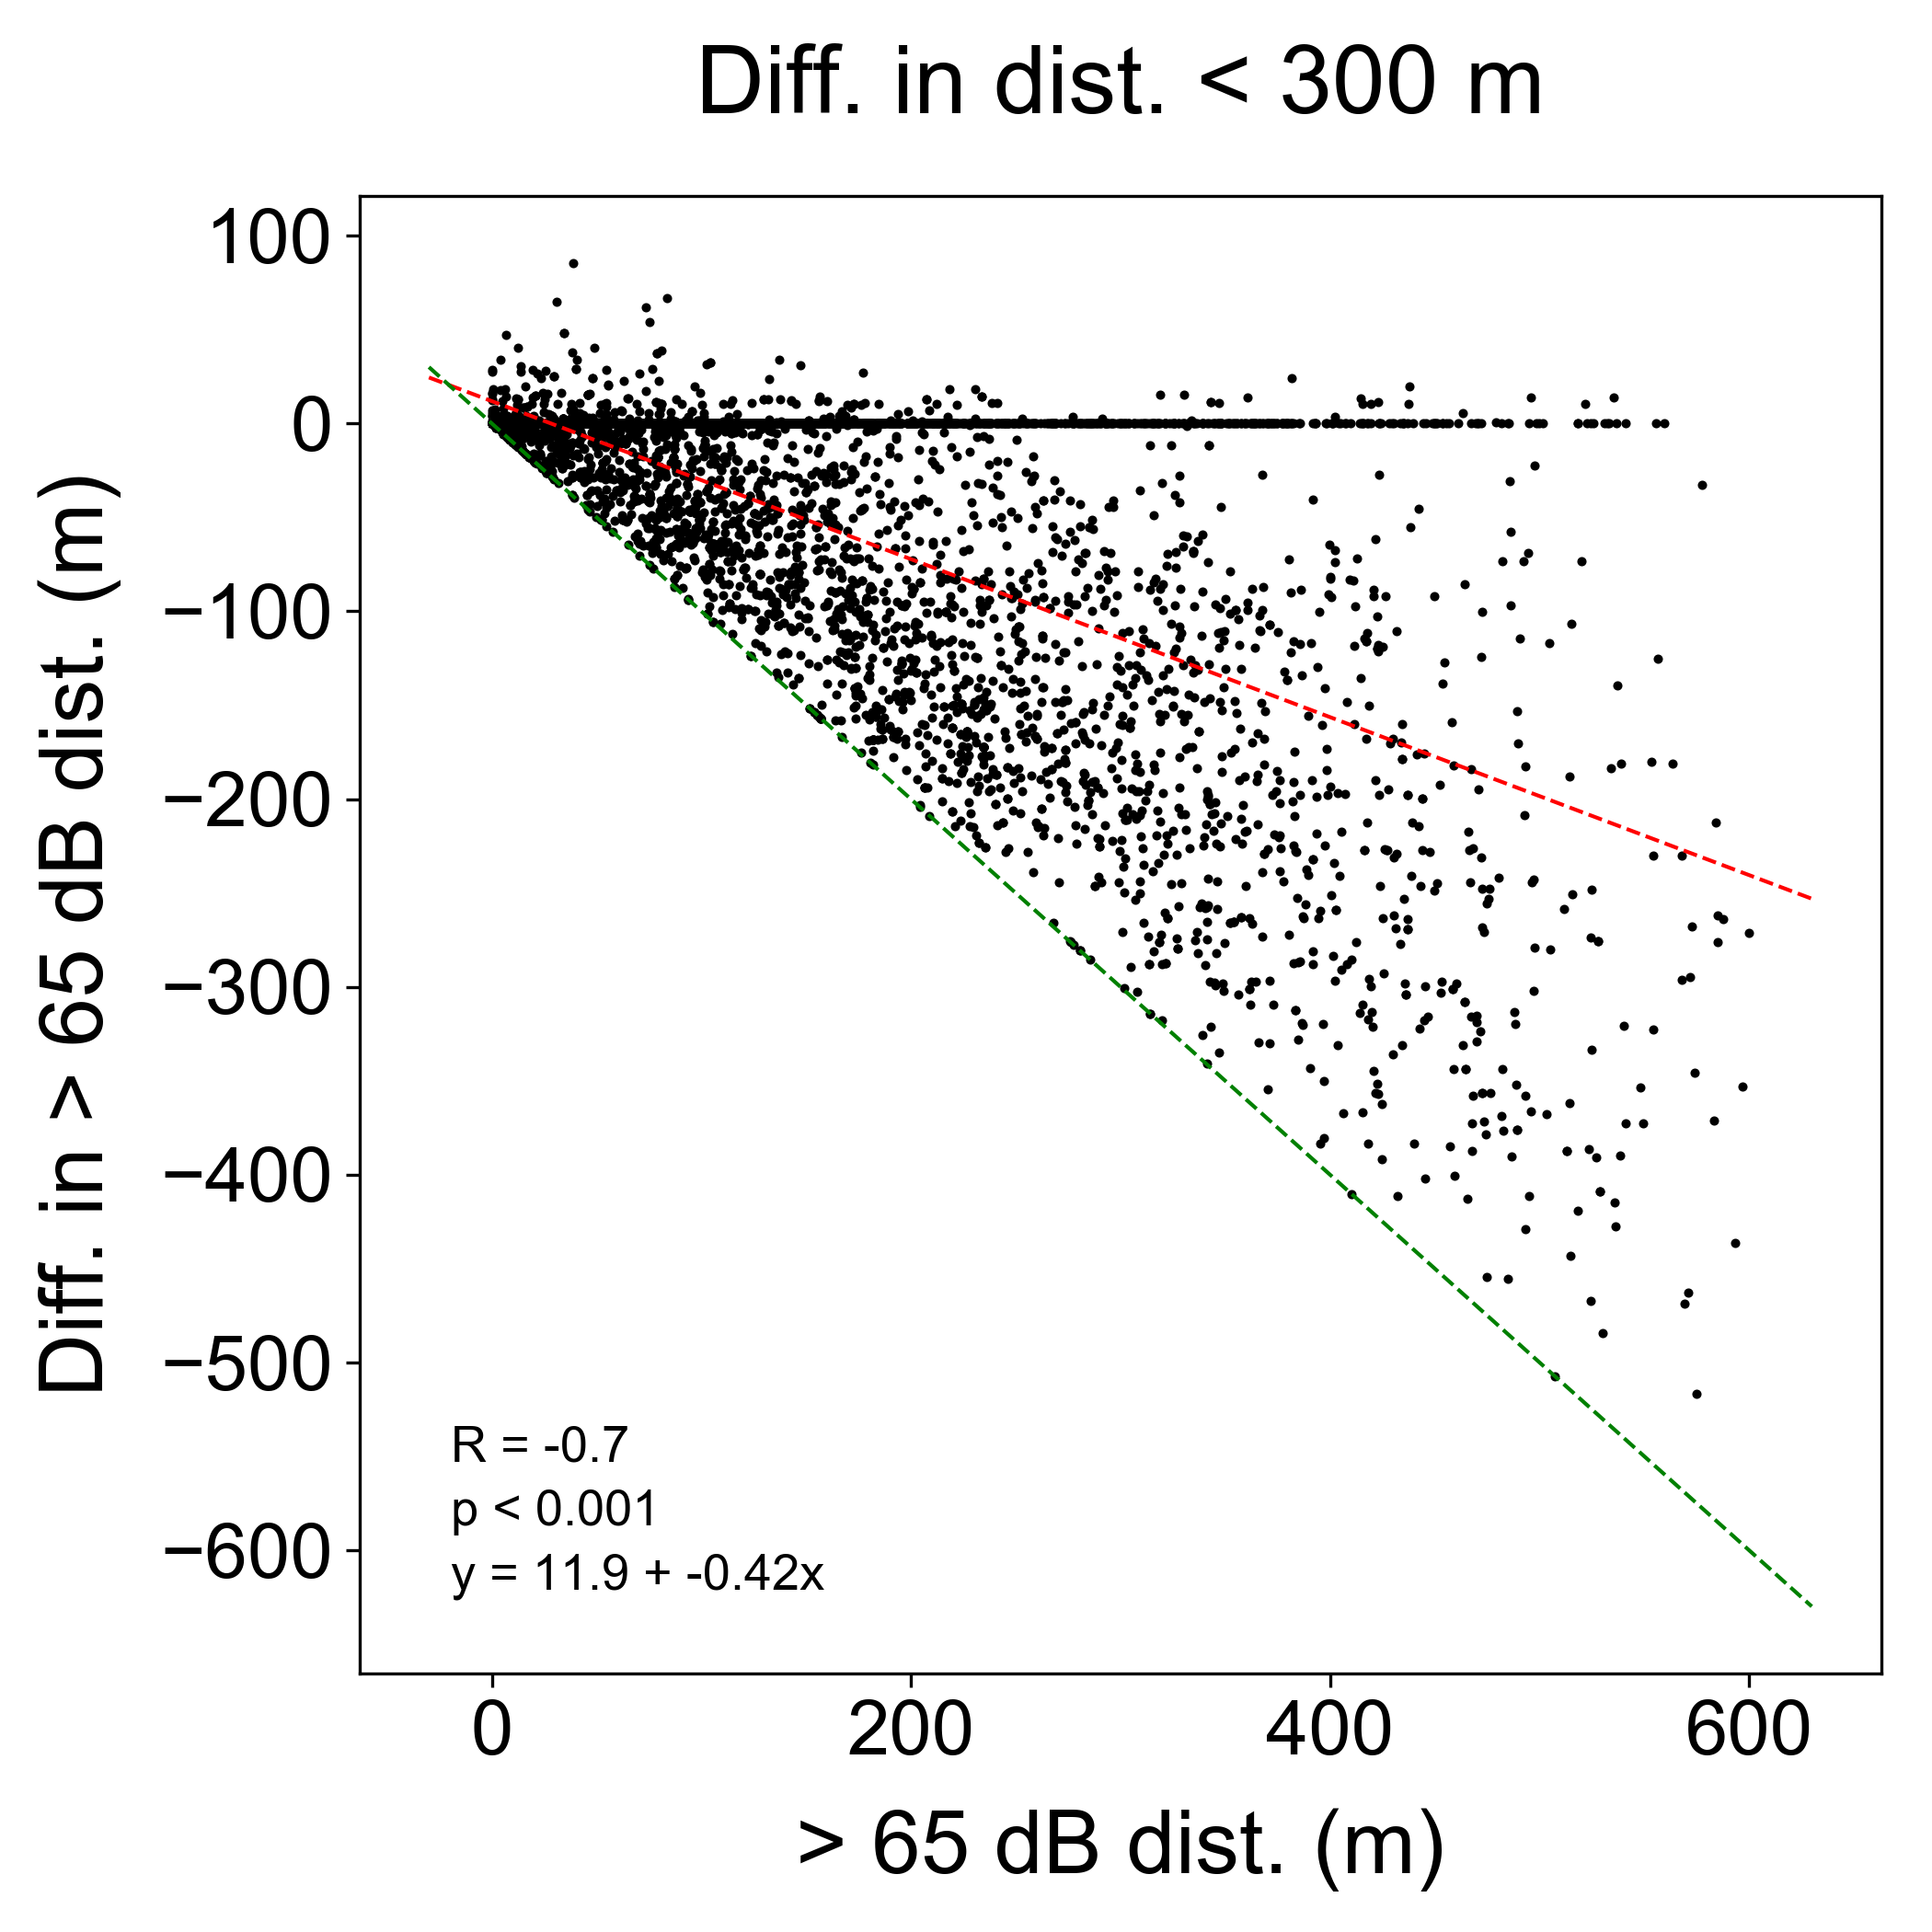 Diff. in dist. < 300 m
Diff. in > 65 dB dist. (m)
100
0
−100
−200
−300
−400
−500
−600
R = -0.7
p < 0.001
y = 11.9 + -0.42x
0 200 400 600
> 65 dB dist. (m)